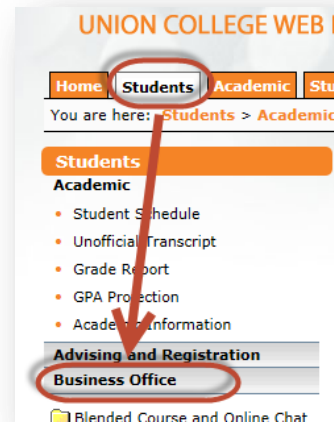 UNION COLLEGE WEB
Home Students Academic Stu
You are here: Students > Academic
Students
Academic
Student Schedule
Unofficial Transcript
Grade Report
GPA Projection
Academic Information
Advising and Registration
Business Office
Blended Course and Online Chat